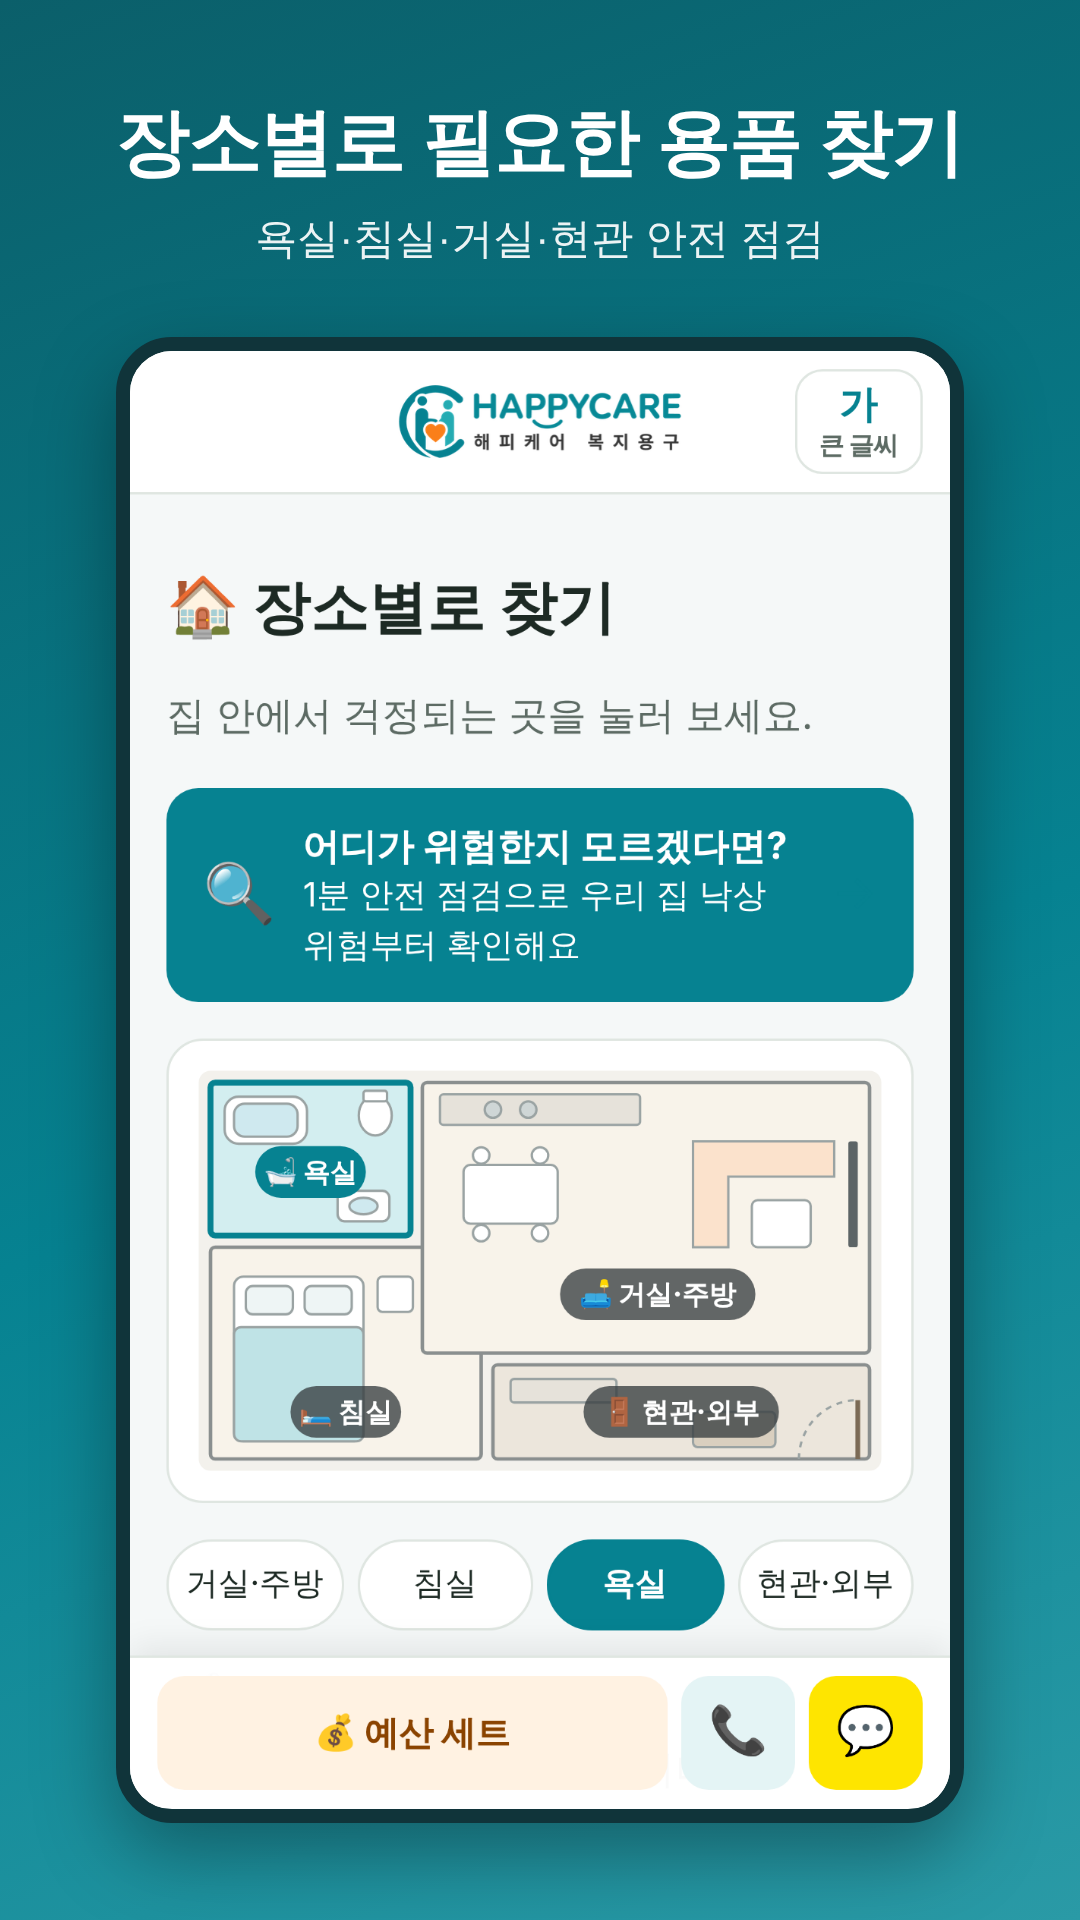 장소별로 필요한 용품 찾기
욕실·침실·거실·현관 안전 점검
HAPPYCARE
해피케어 복지용구
가
큰 글씨
장소별로 찾기
집 안에서 걱정되는 곳을 눌러 보세요.
어디가 위험한지 모르겠다면?
1분 안전 점검으로 우리 집 낙상
위험부터 확인해요
욕실
거실·주방
침실
현관·외부
거실·주방
침실
욕실
현관·외부
예산 세트